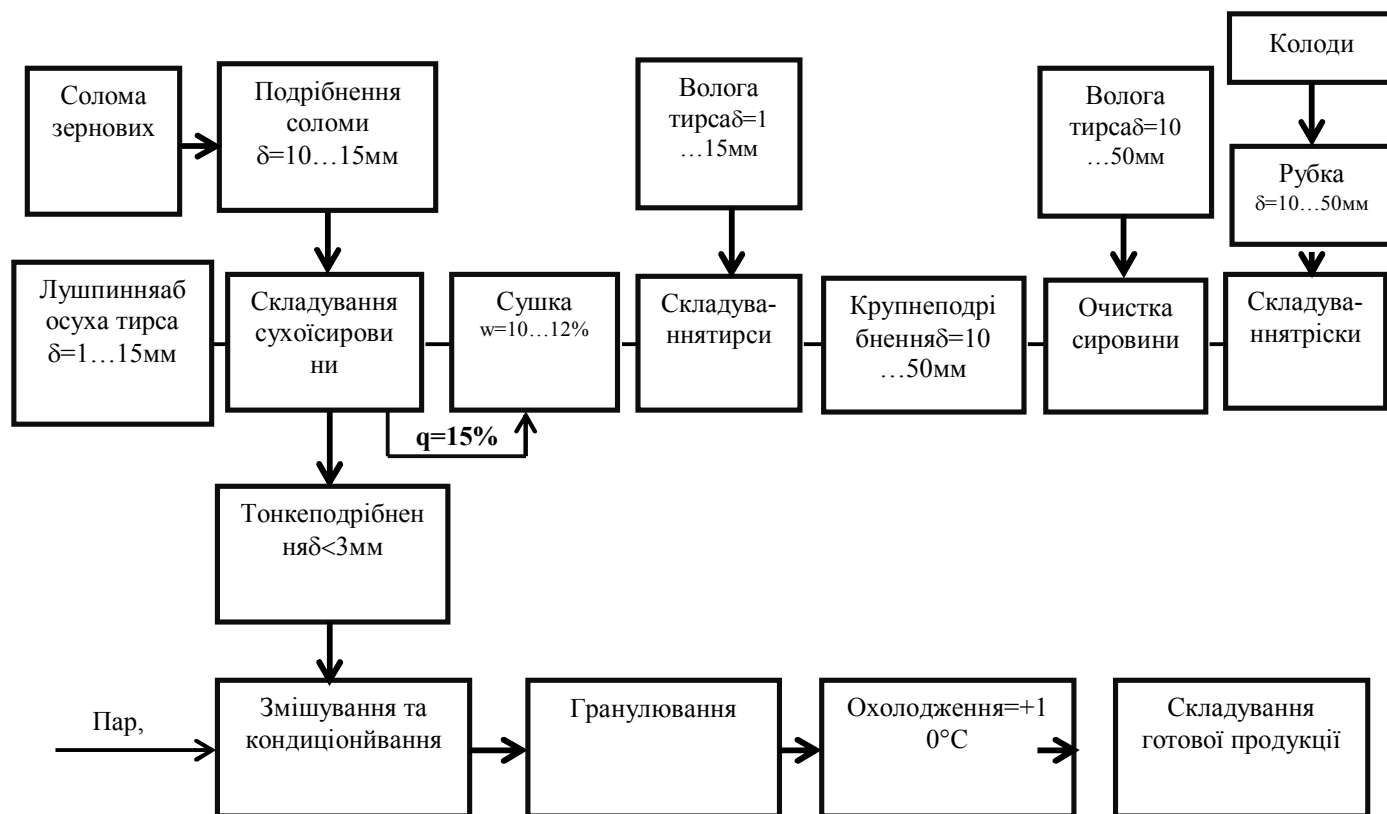 Колоди
Солома
зернових
Подрібнення
соломи
δ=10…15мм
Волога
тирсаδ=1
…15мм
Волога
тирсаδ=10
…50мм
Рубка
δ=10…50мм
Лушпинняаб
осуха тирса
δ=1…15мм
Складування
сухоїсирови
ни
Сушка
w=10…12%
Складува-
ннятирси
Крупнеподрі
бненняδ=10
…50мм
Очистка
сировини
Складува-
ннятріски
q=15%
Тонкеподрібнен
няδ<3мм
Пар,
Змішування та
кондиціонйвання
Гранулювання
Охолодження=+1
0°С
Складування
готової продукції